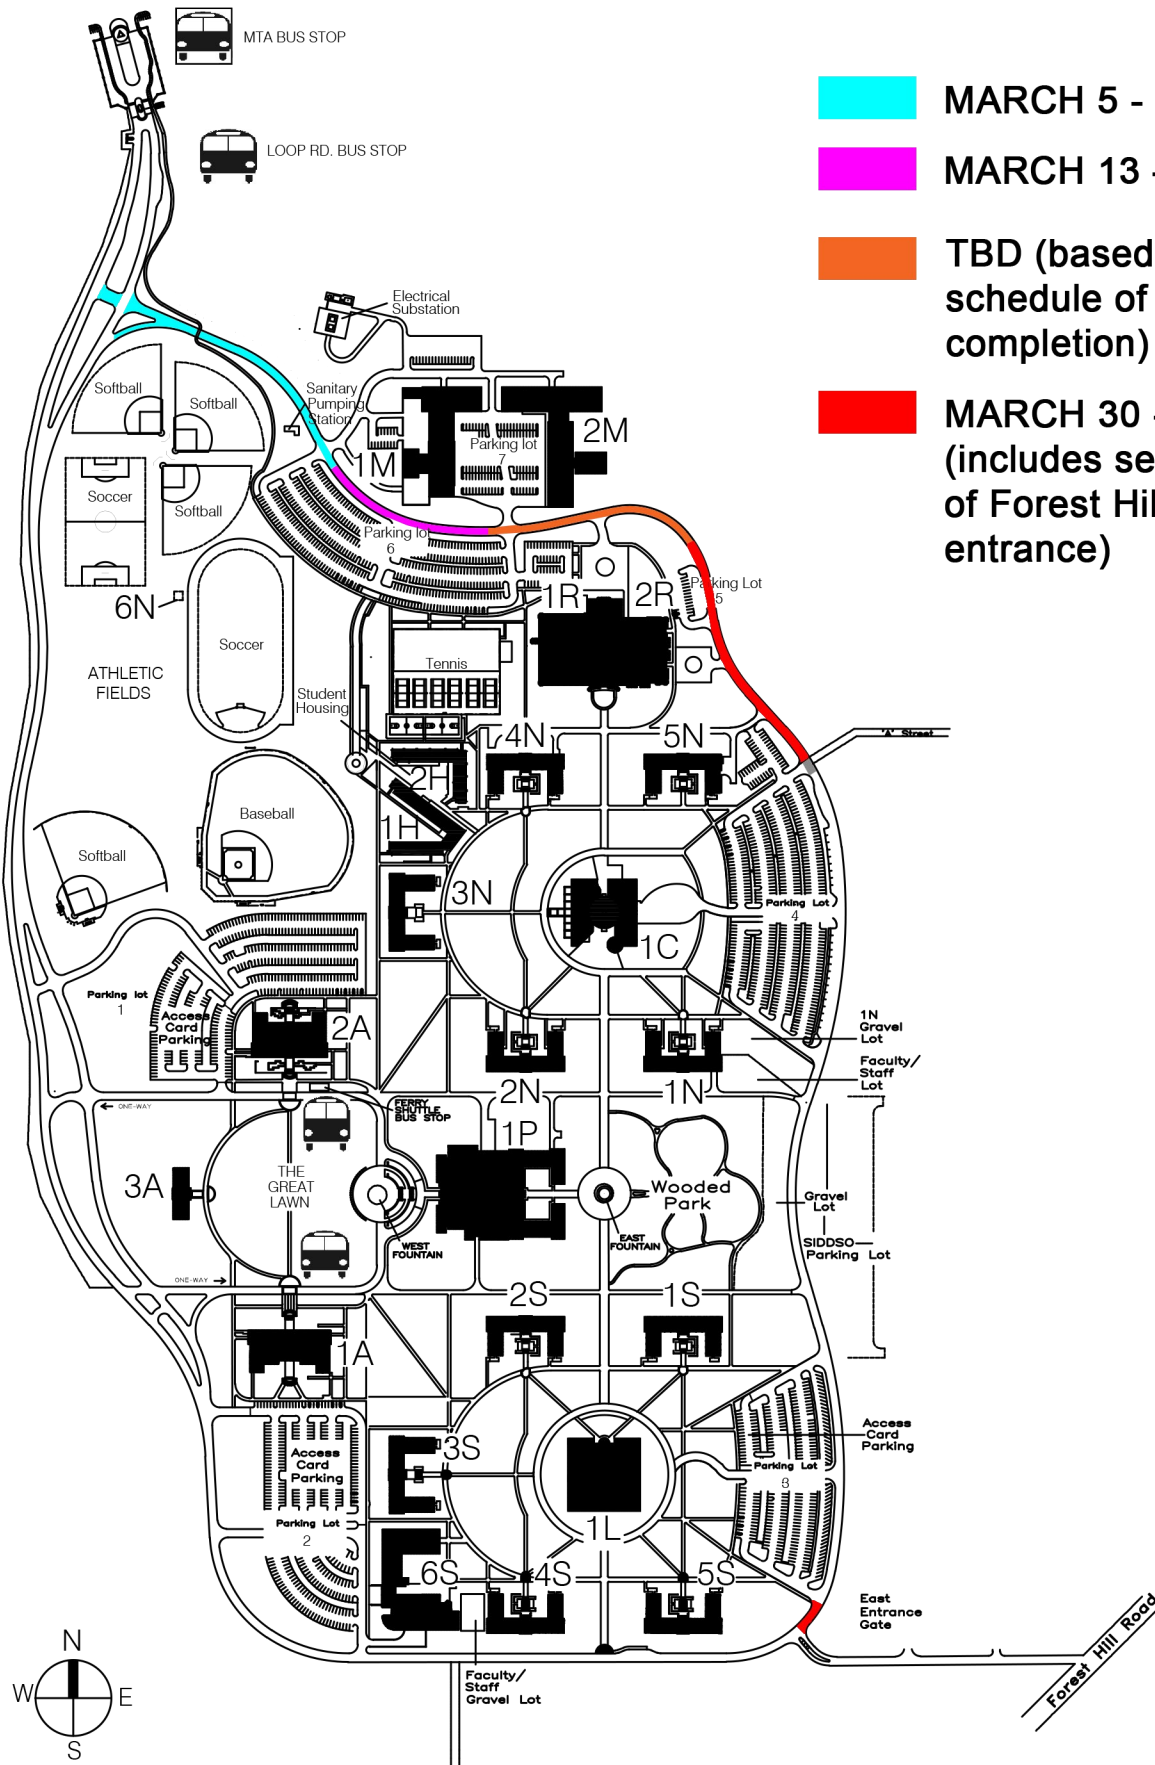 MTA BUS STOP
LOOP RD. BUS STOP
MARCH 5 -
MARCH 13 -
TBD (based
schedule of
completion)
MARCH 30 -
(includes se
of Forest Hil
entrance)
Electrical
Substation
Softball
Softball
Sanitary
Pumping
Station
1M
2M
Parking lot
7
Soccer
Softball
Parking lot
6
6N
1R
2R
Parking Lot
5
Soccer
Tennis
ATHLETIC
FIELDS
Student
Housing
4N
5N
'A' Street
2H
1H
Baseball
Softball
3N
Parking Lot
4
1C
Parking lot
1
Access
Card
Parking
2A
1N
Gravel
Lot
Faculty/
Staff
Lot
2N
1N
ONE-WAY
FERRY
SHUTTLE
BUS STOP
1P
3A
THE
GREAT
LAWN
Wooded
Park
Gravel
Lot
WEST
FOUNTAIN
EAST
FOUNTAIN
SIDDSO
Parking Lot
ONE-WAY
2S
1S
1A
Access
Card
Parking
3S
Access
Card
Parking
Parking Lot
3
Parking Lot
2
1L
6S
4S
5S
East
Entrance
Gate
Forest Hill Road
Faculty/
Staff
Gravel Lot
N
W
E
S